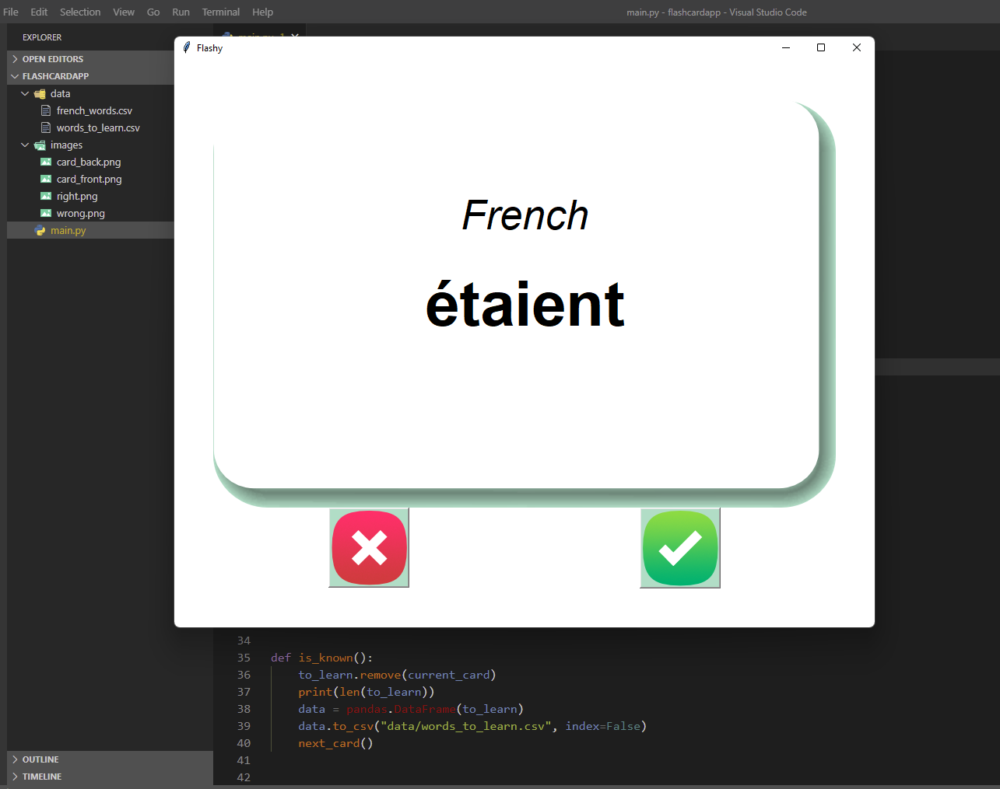 File Edit Selection View Go Run Terminal Help
main.py - flashcardapp - Visual Studio Code
EXPLORER
OPEN EDITORS
FLASHCARDAPP
data
french_words.csv
words_to_learn.csv
images
card_back.png
card_front.png
right.png
wrong.png
main.py
OUTLINE
TIMELINE
Flashy
French
étaient
34
35 def is_known():
36 to_learn.remove(current_card)
37 print(len(to_learn))
38 data = pandas.DataFrame(to_learn)
39 data.to_csv("data/words_to_learn.csv", index=False)
40 next_card()
41
42